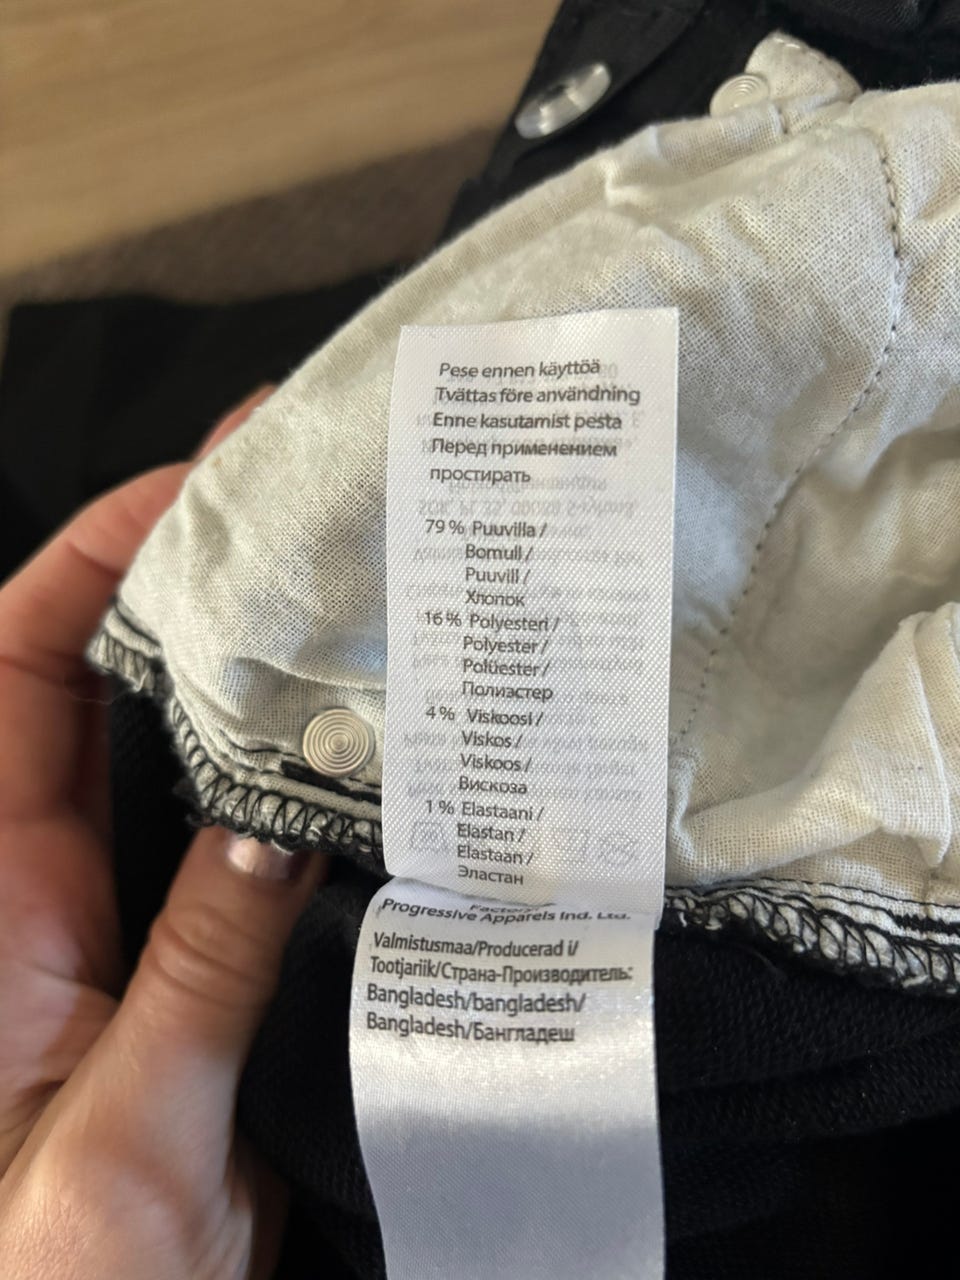 Pese ennen käyttöä
Tvättas före användning
Enne kasutamist pesta
Перед применением
простирать
79 % Puuvilla /
Bomull /
Puuvill /
Хлопок
16 % Polyesteri /
Polyester /
Polüester /
Полиэстер
4 % Viskoosi /
Viskos /
Viskoos /
Вискоза
1 % Elastaani /
Elastan /
Elastaan /
Эластан
Factory:
Progressive Apparels Ind. Ltd.
Valmistusmaa/Producerad i/
Tootjariik/Страна-Производитель:
Bangladesh/bangladesh/
Bangladesh/Бангладеш